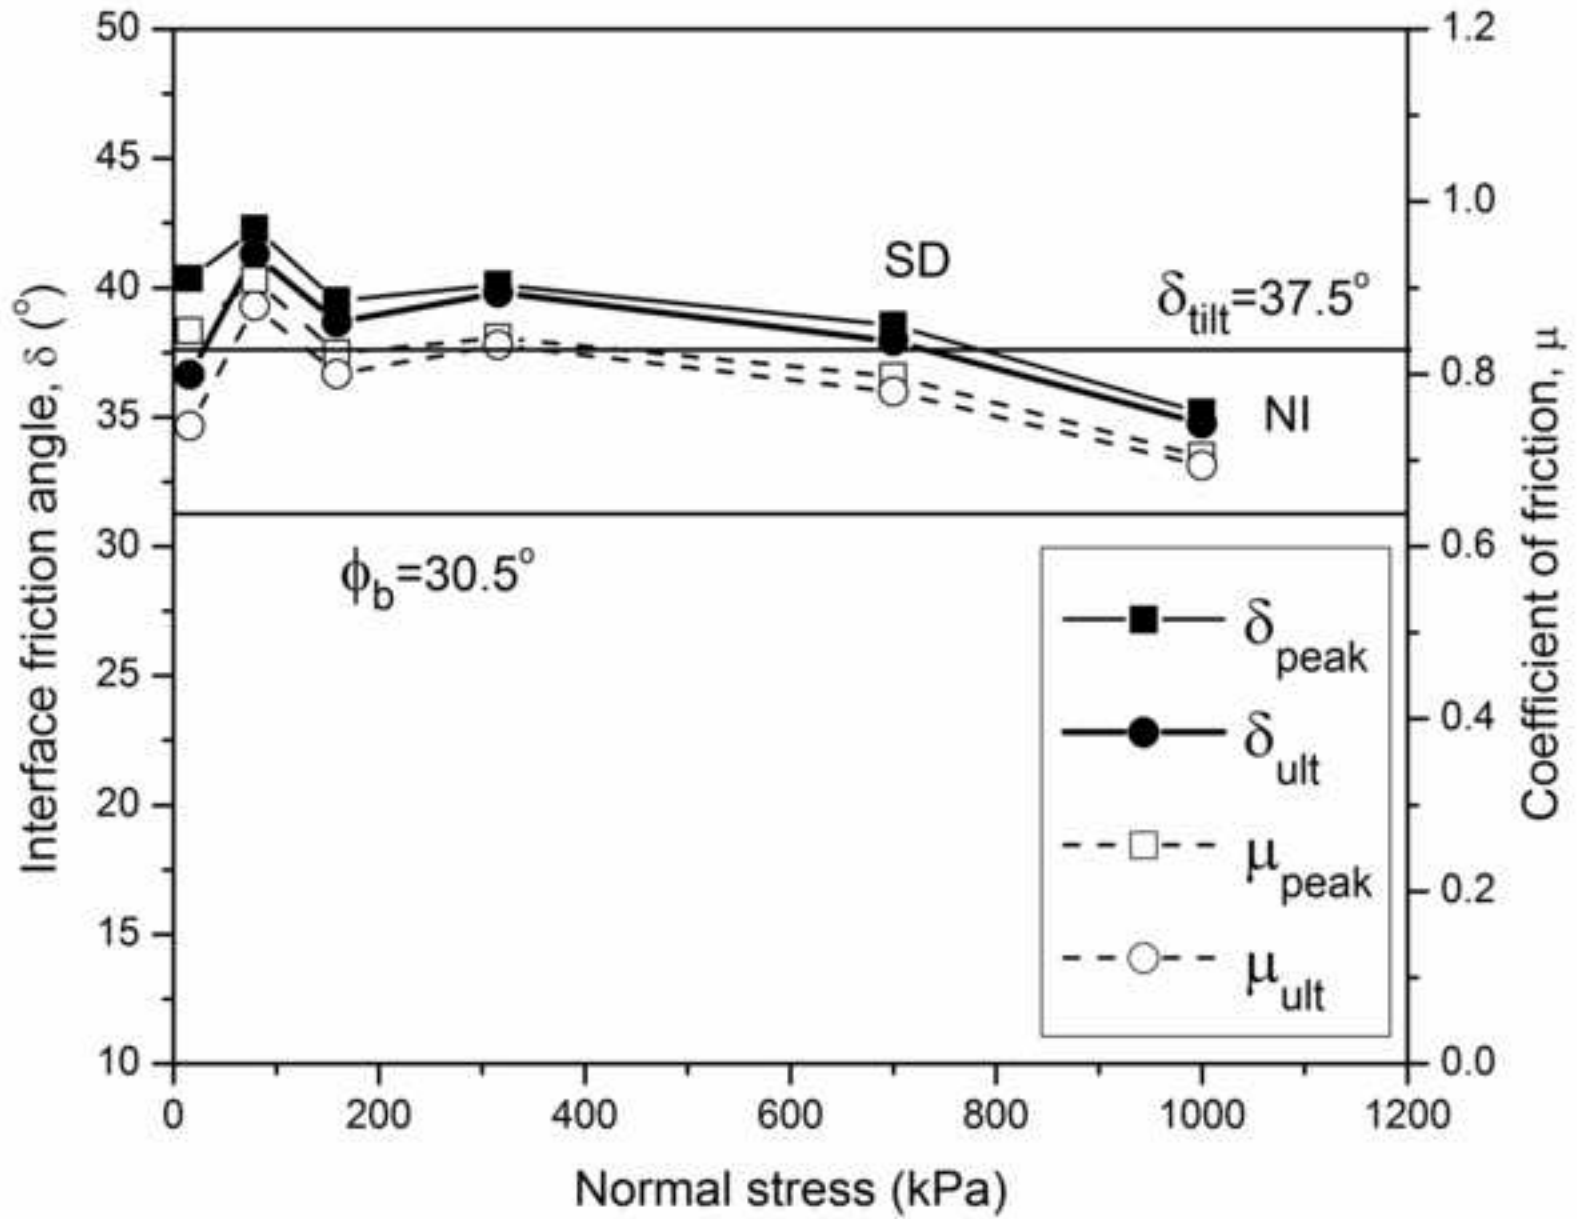 Interface friction angle, δ (°)
50
45
40
35
30
25
20
15
10
SD
δtilt=37.5°
NI
ϕb=30.5°
δpeak
δult
μpeak
μult
1.2
1.0
0.8
0.6
0.4
0.2
0.0
Coefficient of friction, μ
0 200 400 600 800 1000 1200
Normal stress (kPa)